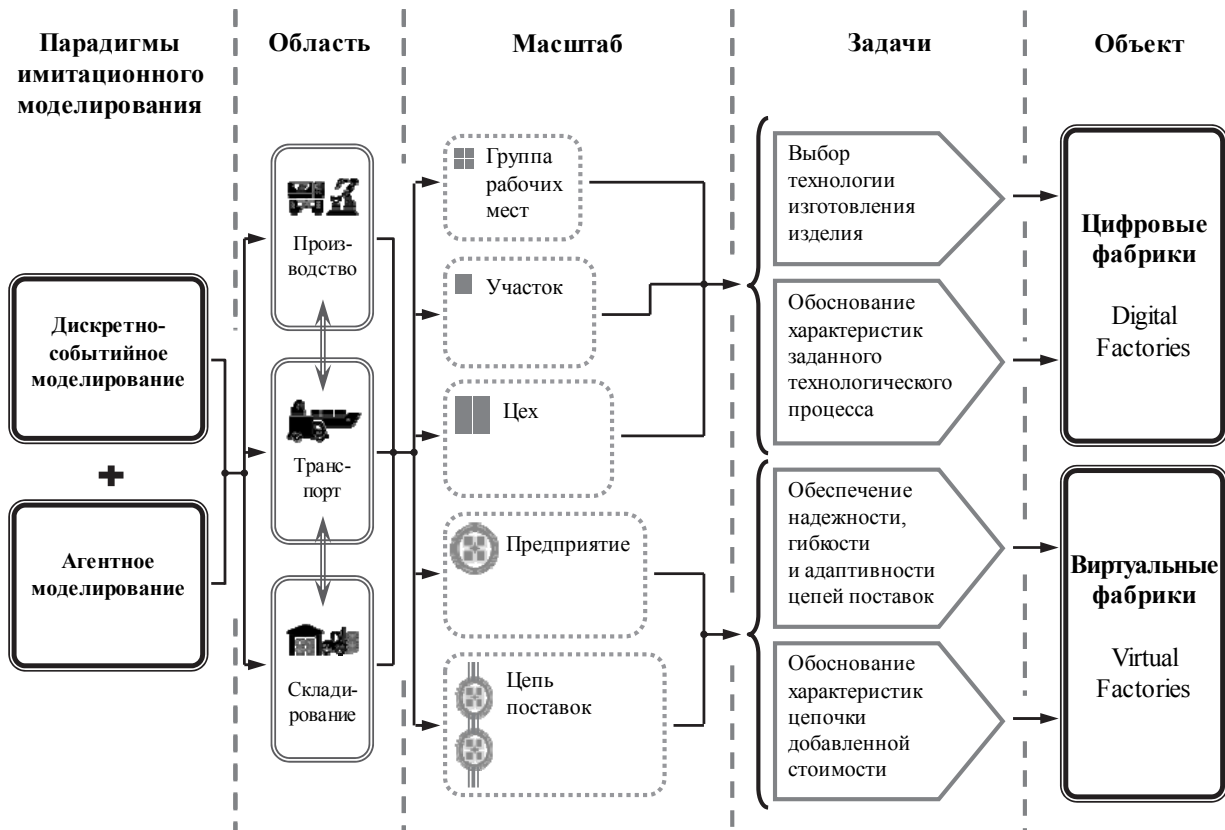 Парадигмы
имитационного
моделирования
Область
Масштаб
Задачи
Объект
Дискретно-
событийное
моделирование
Агентное
моделирование
Произ-
водство
Транс-
порт
Склади-
рование
Группа
рабочих
мест
Участок
Цех
Предприятие
Цепь
поставок
Выбор
технологии
изготовления
изделия
Обоснование
характеристик
заданного
технологического
процесса
Обеспечение
надежности,
гибкости
и адаптивности
цепей поставок
Обоснование
характеристик
цепочки
добавленной
стоимости
Цифровые
фабрики
Digital
Factories
Виртуальные
фабрики
Virtual
Factories